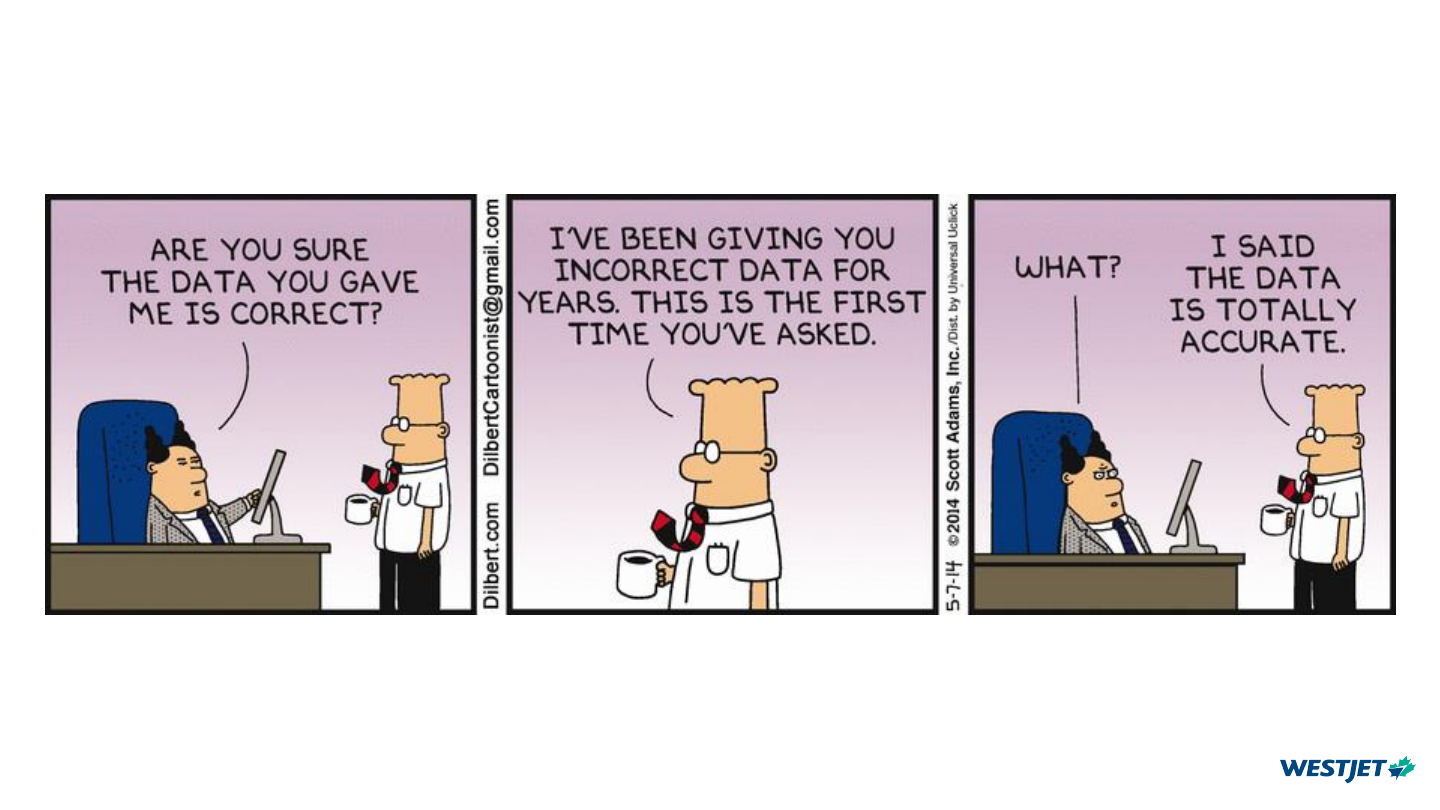 ARE YOU SURE
THE DATA YOU GAVE
ME IS CORRECT?
Dilbert.com DilbertCartoonist@gmail.com
I'VE BEEN GIVING YOU
INCORRECT DATA FOR
YEARS. THIS IS THE FIRST
TIME YOU'VE ASKED.
5-7-14 ©2014 Scott Adams, Inc. /Dist. by Universal Uclick
WHAT?
I SAID
THE DATA
IS TOTALLY
ACCURATE.
WESTJET